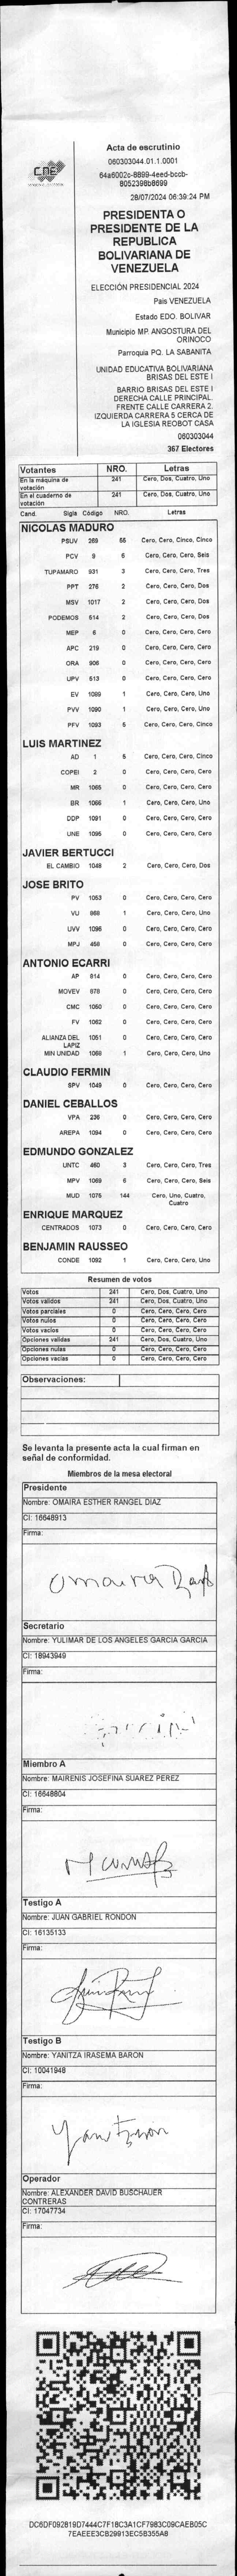 CNE
Acta de escrutinio
060303044.01.1.0001
64a6002c-8899-4eed-bccb-
8052398b8699
28/07/2024 06:39:24 PM
PRESIDENTA O
PRESIDENTE DE LA
REPUBLICA
BOLIVARIANA DE
VENEZUELA
ELECCIÓN PRESIDENCIAL 2024
País VENEZUELA
Estado EDO. BOLIVAR
Municipio MP. ANGOSTURA DEL
ORINOCO
Parroquia PQ. LA SABANITA
UNIDAD EDUCATIVA BOLIVARIANA
BRISAS DEL ESTE I
BARRIO BRISAS DEL ESTE I
DERECHA CALLE PRINCIPAL.
FRENTE CALLE CARRERA 2.
IZQUIERDA CARRERA 5 CERCA DE
LA IGLESIA REOBOT CASA
060303044
367 Electores
Votantes NRO. Letras
En la máquina de votación 241 Cero, Dos, Cuatro, Uno
En el cuaderno de votación 241 Cero, Dos, Cuatro, Uno
Cand. Sigla Código NRO. Letras
NICOLAS MADURO
PSUV 269 55 Cero, Cero, Cinco, Cinco
PCV 9 6 Cero, Cero, Cero, Seis
TUPAMARO 931 3 Cero, Cero, Cero, Tres
PPT 276 2 Cero, Cero, Cero, Dos
MSV 1017 2 Cero, Cero, Cero, Dos
PODEMOS 514 2 Cero, Cero, Cero, Dos
MEP 6 0 Cero, Cero, Cero, Cero
APC 219 0 Cero, Cero, Cero, Cero
ORA 906 0 Cero, Cero, Cero, Cero
UPV 513 0 Cero, Cero, Cero, Cero
EV 1089 1 Cero, Cero, Cero, Uno
PVV 1090 1 Cero, Cero, Cero, Uno
PFV 1093 5 Cero, Cero, Cero, Cinco
LUIS MARTINEZ
AD 1 5 Cero, Cero, Cero, Cinco
COPEI 2 0 Cero, Cero, Cero, Cero
MR 1065 0 Cero, Cero, Cero, Cero
BR 1066 1 Cero, Cero, Cero, Uno
DDP 1091 0 Cero, Cero, Cero, Cero
UNE 1095 0 Cero, Cero, Cero, Cero
JAVIER BERTUCCI
EL CAMBIO 1048 2 Cero, Cero, Cero, Dos
JOSE BRITO
PV 1053 0 Cero, Cero, Cero, Cero
VU 868 1 Cero, Cero, Cero, Uno
UVV 1096 0 Cero, Cero, Cero, Cero
MPJ 458 0 Cero, Cero, Cero, Cero
ANTONIO ECARRI
AP 814 0 Cero, Cero, Cero, Cero
MOVEV 678 0 Cero, Cero, Cero, Cero
CMC 1050 0 Cero, Cero, Cero, Cero
FV 1062 0 Cero, Cero, Cero, Cero
ALIANZA DEL LAPIZ 1051 0 Cero, Cero, Cero, Cero
MIN UNIDAD 1068 1 Cero, Cero, Cero, Uno
CLAUDIO FERMIN
SPV 1049 0 Cero, Cero, Cero, Cero
DANIEL CEBALLOS
VPA 236 0 Cero, Cero, Cero, Cero
AREPA 1094 0 Cero, Cero, Cero, Cero
EDMUNDO GONZALEZ
UNTC 460 3 Cero, Cero, Cero, Tres
MPV 1069 6 Cero, Cero, Cero, Seis
MUD 1075 144 Cero, Uno, Cuatro,
Cuatro
ENRIQUE MARQUEZ
CENTRADOS 1073 0 Cero, Cero, Cero, Cero
BENJAMIN RAUSSEO
CONDE 1092 1 Cero, Cero, Cero, Uno
Resumen de votos
Votos 241 Cero, Dos, Cuatro, Uno
Votos válidos 241 Cero, Dos, Cuatro, Uno
Votos parciales 0 Cero, Cero, Cero, Cero
Votos nulos 0 Cero, Cero, Cero, Cero
Votos vacíos 0 Cero, Cero, Cero, Cero
Opciones válidas 241 Cero, Dos, Cuatro, Uno
Opciones nulas 0 Cero, Cero, Cero, Cero
Opciones vacías 0 Cero, Cero, Cero, Cero
Observaciones:
Se levanta la presente acta la cual firman en
señal de conformidad.
Miembros de la mesa electoral
Presidente
Nombre: OMAIRA ESTHER RANGEL DIAZ
CI: 16648913
Firma:
Omaira
Secretario
Nombre: YULIMAR DE LOS ANGELES GARCIA GARCIA
CI: 18943949
Firma:
Miembro A
Nombre: MAIRENIS JOSEFINA SUAREZ PEREZ
CI: 16648804
Firma:
Testigo A
Nombre: JUAN GABRIEL RONDON
CI: 16135133
Firma:
Testigo B
Nombre: YANITZA IRASEMA BARON
CI: 10041948
Firma:
Operador
Nombre: ALEXANDER DAVID BUSCHAUER
CONTRERAS
CI: 17047734
Firma:
DC6DF092819D7444C7F18C3A1CF7983C09CAEB05C
7EAEEE3CB29913EC5B355A8